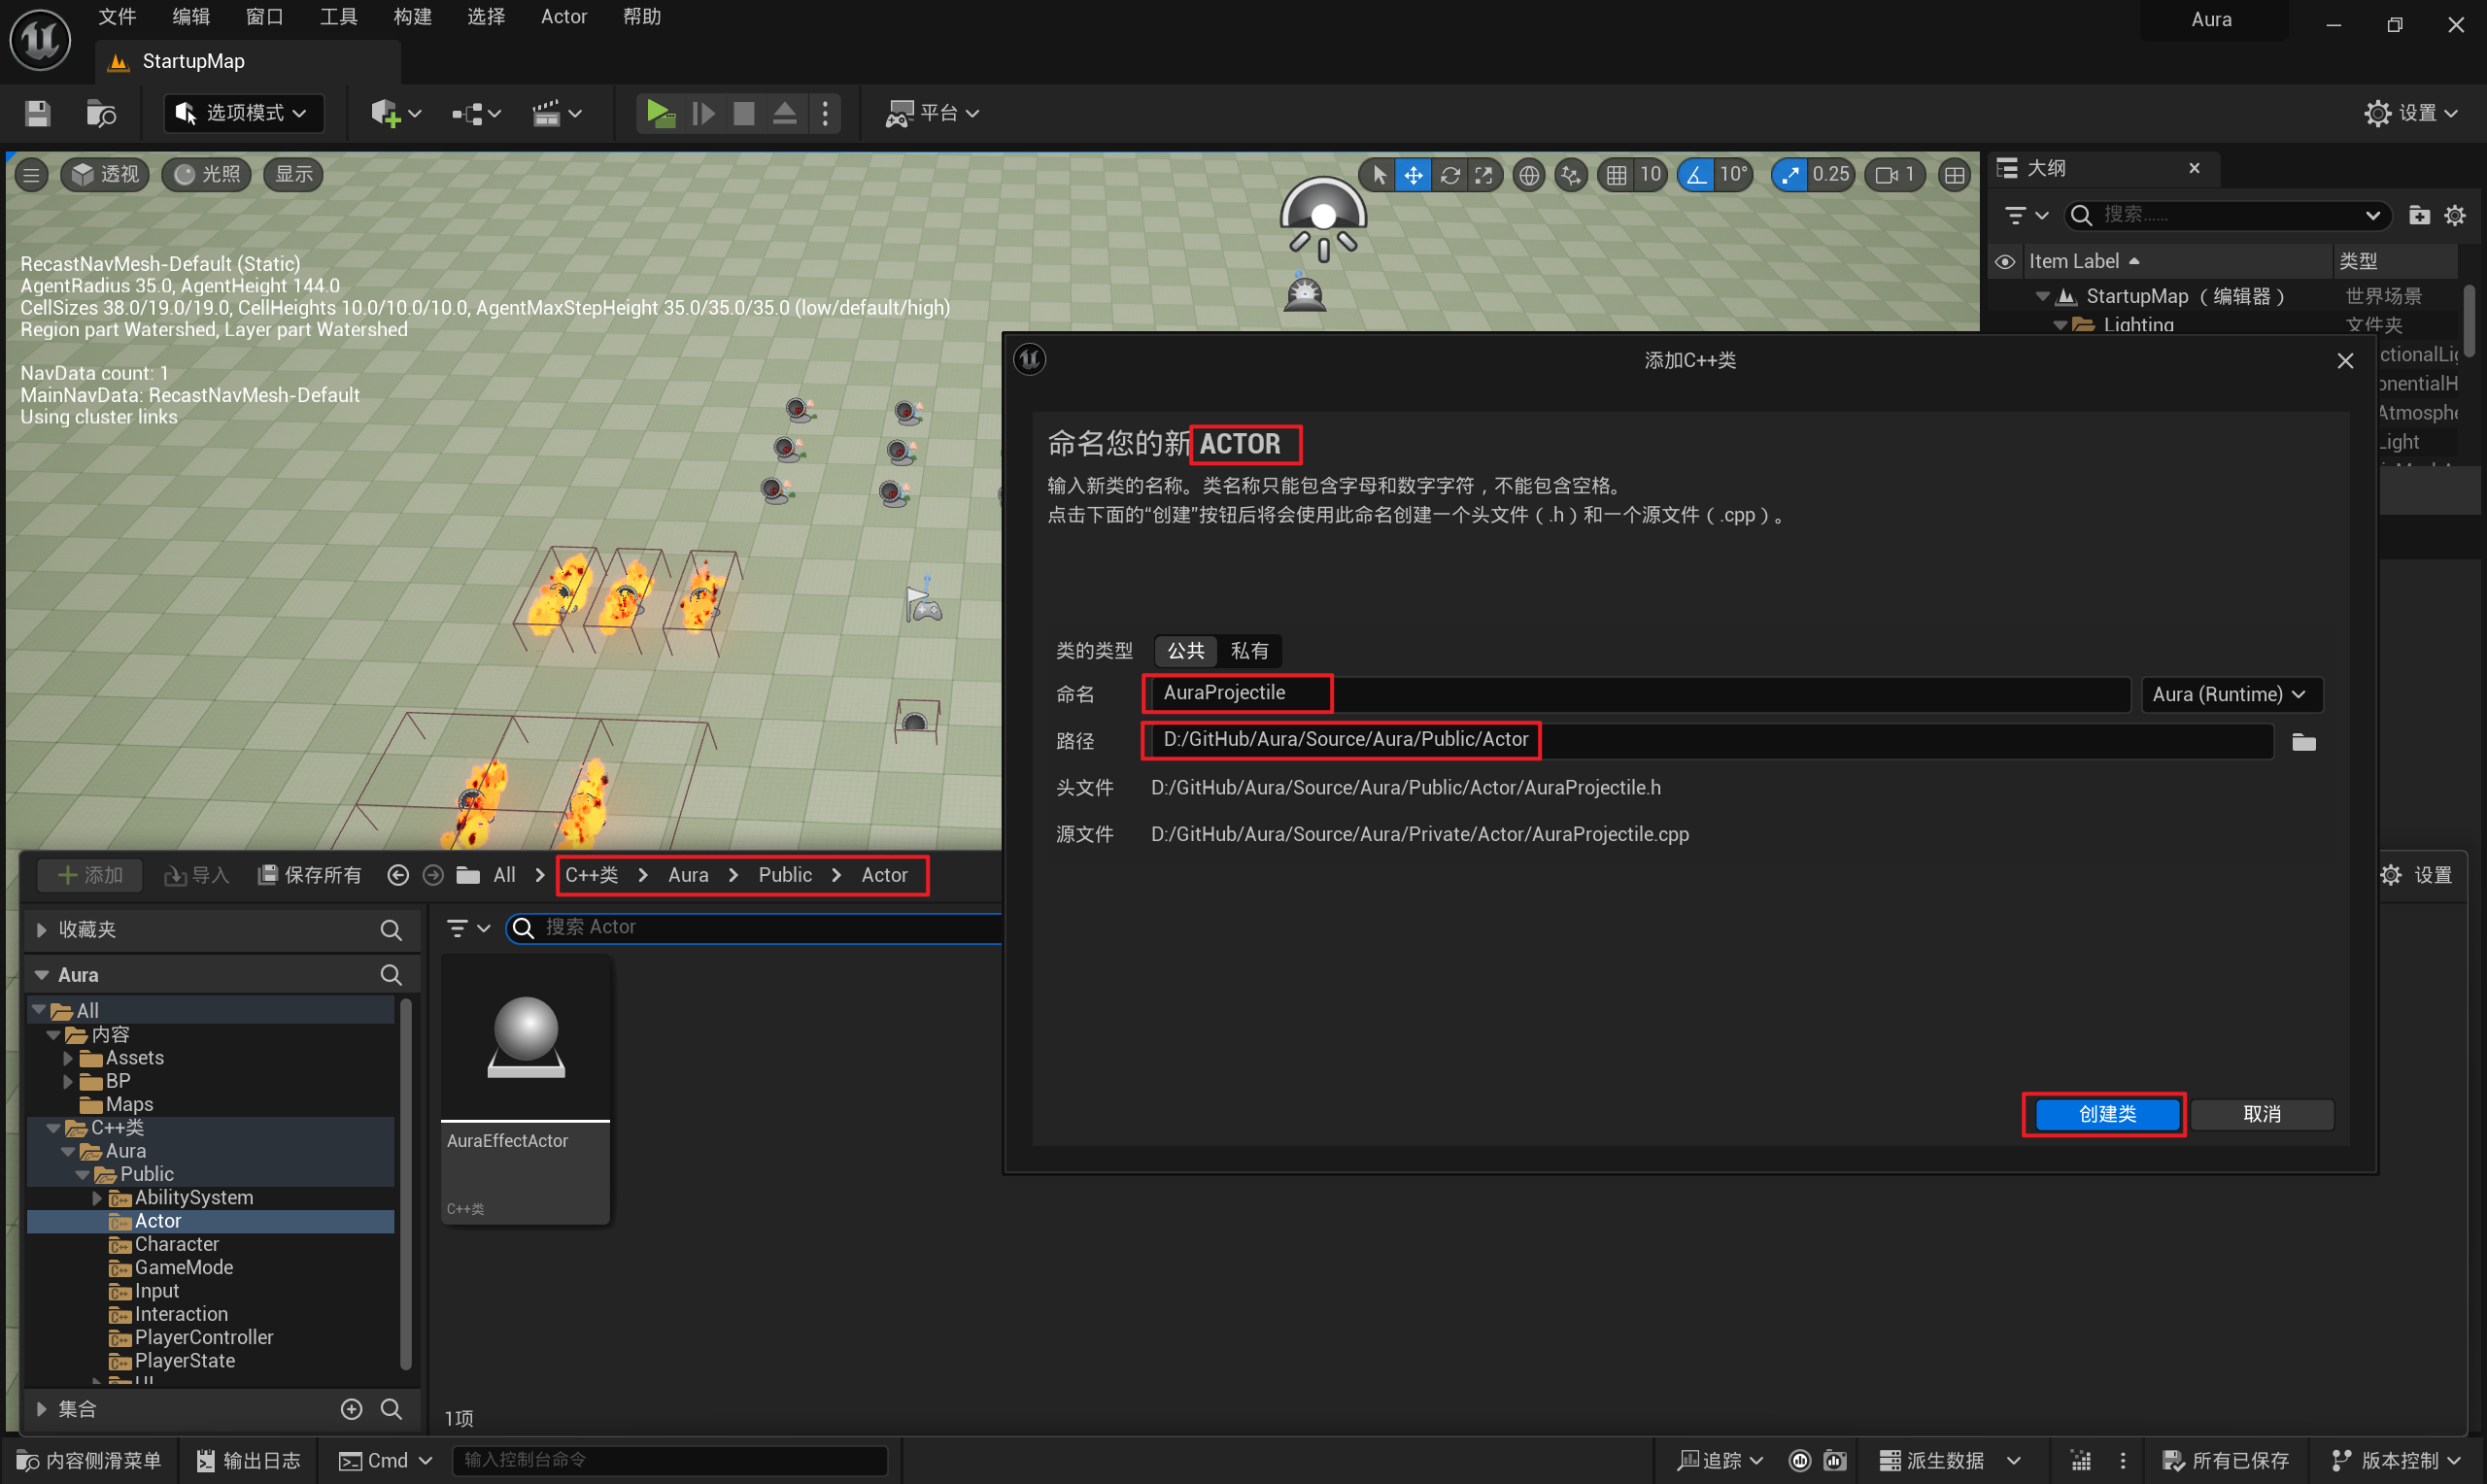 文件 编辑 窗口 工具 构建 选择 Actor 帮助
Aura
StartupMap
选项模式
平台
设置
透视 光照 显示
10 10° 0.25 1
RecastNavMesh-Default (Static)
AgentRadius 35.0, AgentHeight 144.0
CellSizes 38.0/19.0/19.0, CellHeights 10.0/10.0/10.0, AgentMaxStepHeight 35.0/35.0/35.0 (low/default/high)
Region part Watershed, Layer part Watershed
NavData count: 1
MainNavData: RecastNavMesh-Default
Using cluster links
大纲
搜索......
Item Label 类型
StartupMap （编辑器） 世界场景
Lighting 文件夹
ctionalLi
onentialH
Atmosphe
Light
添加C++类
命名您的新 ACTOR
输入新类的名称。类名称只能包含字母和数字字符，不能包含空格。
点击下面的“创建”按钮后将会使用此命名创建一个头文件（.h）和一个源文件（.cpp）。
类的类型 公共 私有
命名 AuraProjectile Aura (Runtime)
路径 D:/GitHub/Aura/Source/Aura/Public/Actor
头文件 D:/GitHub/Aura/Source/Aura/Public/Actor/AuraProjectile.h
源文件 D:/GitHub/Aura/Source/Aura/Private/Actor/AuraProjectile.cpp
创建类 取消
添加 导入 保存所有 All C++类 Aura Public Actor
设置
收藏夹
搜索 Actor
Aura
All
内容
Assets
BP
Maps
C++类
Aura
Public
AbilitySystem
Actor
Character
GameMode
Input
Interaction
PlayerController
PlayerState
UI
AuraEffectActor
C++类
集合
1项
内容侧滑菜单 输出日志 Cmd 输入控制台命令
追踪 派生数据 所有已保存 版本控制